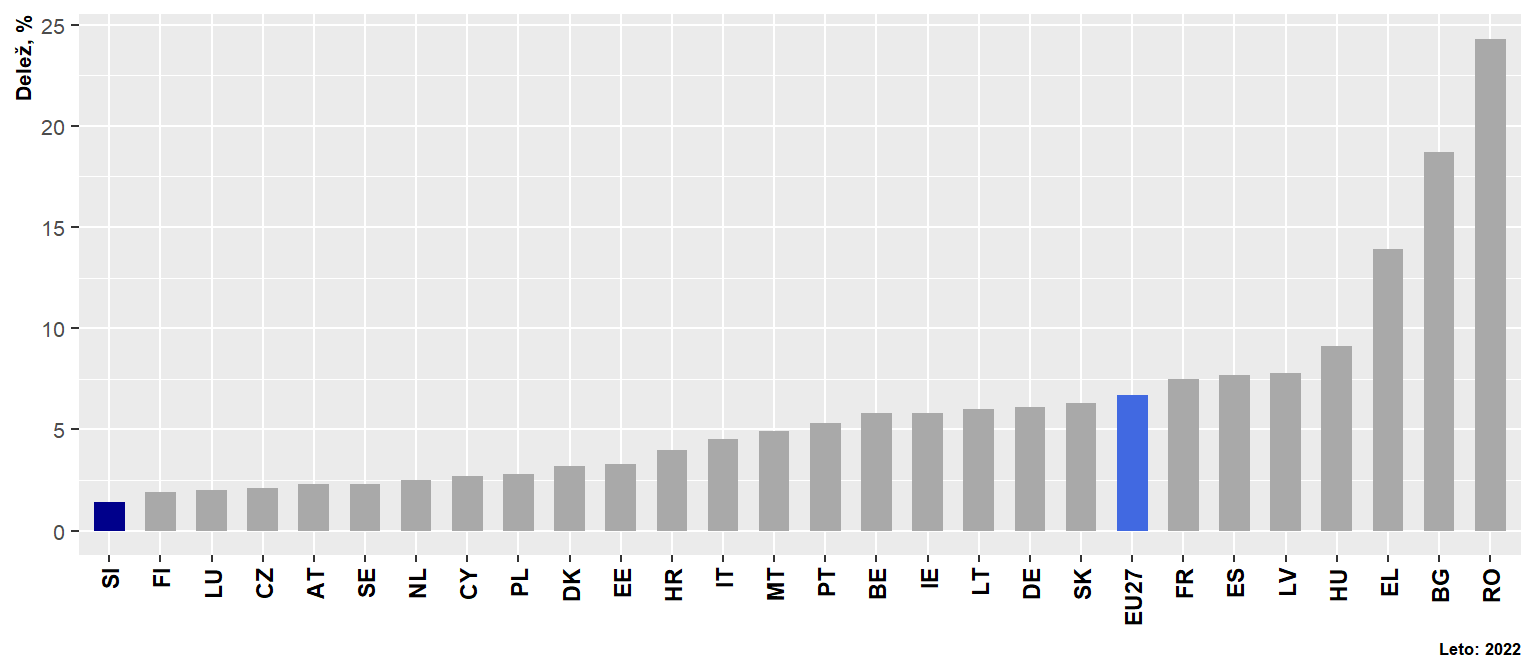 Delež, %
25
20
15
10
5
0
SI FI LU CZ AT SE NL CY PL DK EE HR IT MT PT BE IE LT DE SK EU27 FR ES LV HU EL BG RO
Leto: 2022